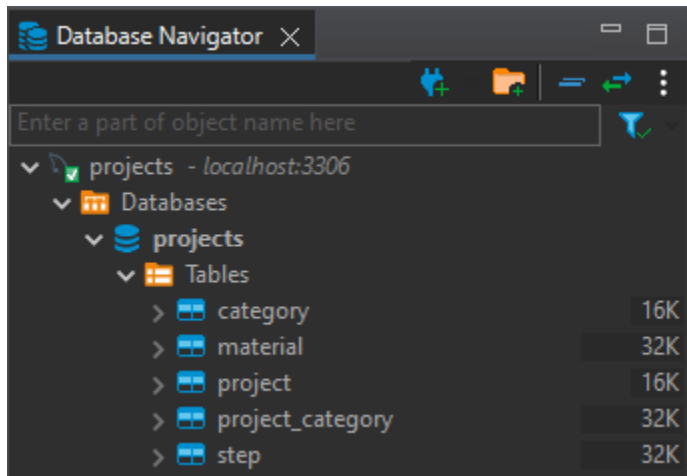 Database Navigator
Enter a part of object name here
projects - localhost:3306
Databases
projects
Tables
category 16K
material 32K
project 16K
project_category 32K
step 32K